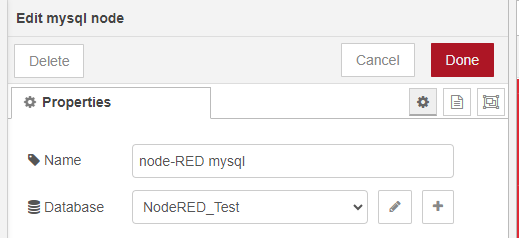 Edit mysql node
Delete Cancel Done
Properties
Name node-RED mysql
Database NodeRED_Test